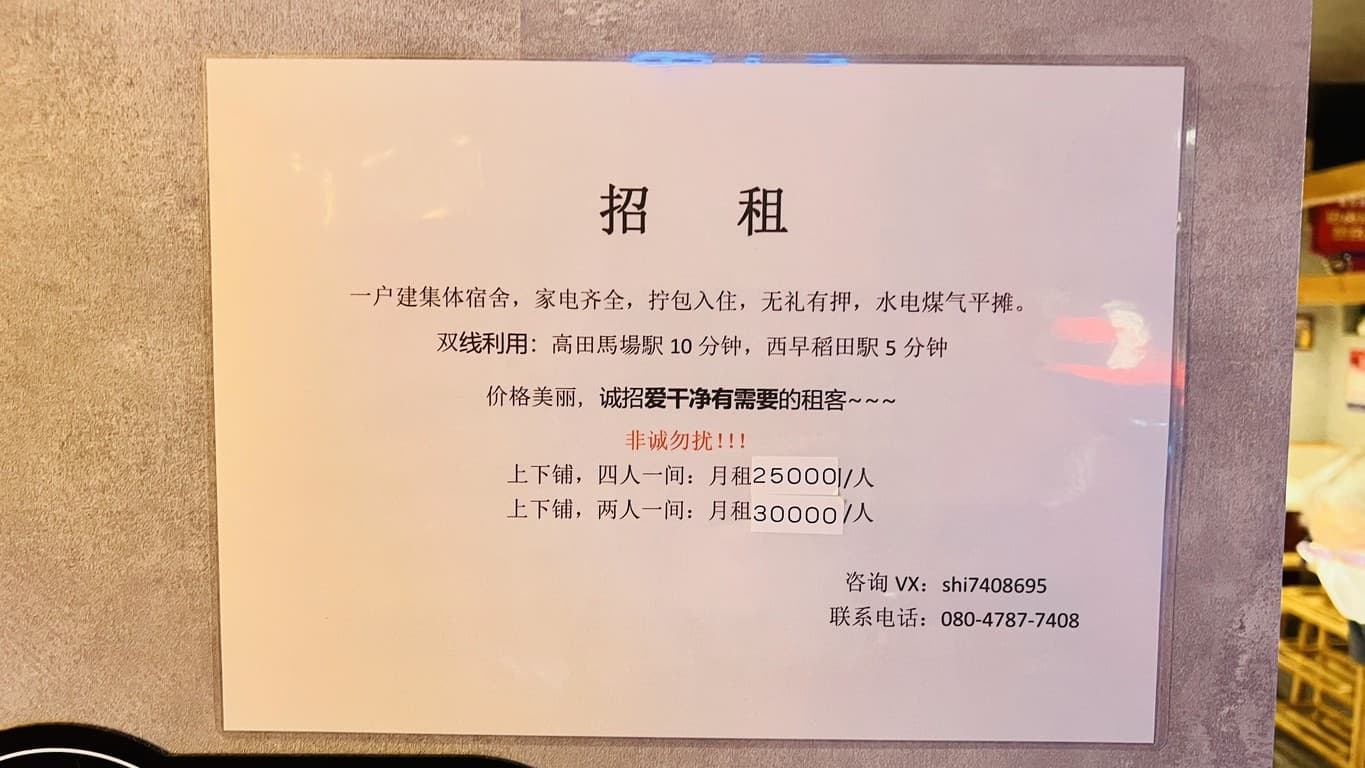 招 租
一户建集体宿舍，家电齐全，拧包入住，无礼有押，水电煤气平摊。
双线利用：高田馬場駅 10 分钟，西早稻田駅 5 分钟
价格美丽，诚招爱干净有需要的租客~~~
非诚勿扰!!!
上下铺，四人一间：月租25000/人
上下铺，两人一间：月租30000/人
咨询 VX：shi7408695
联系电话：080-4787-7408